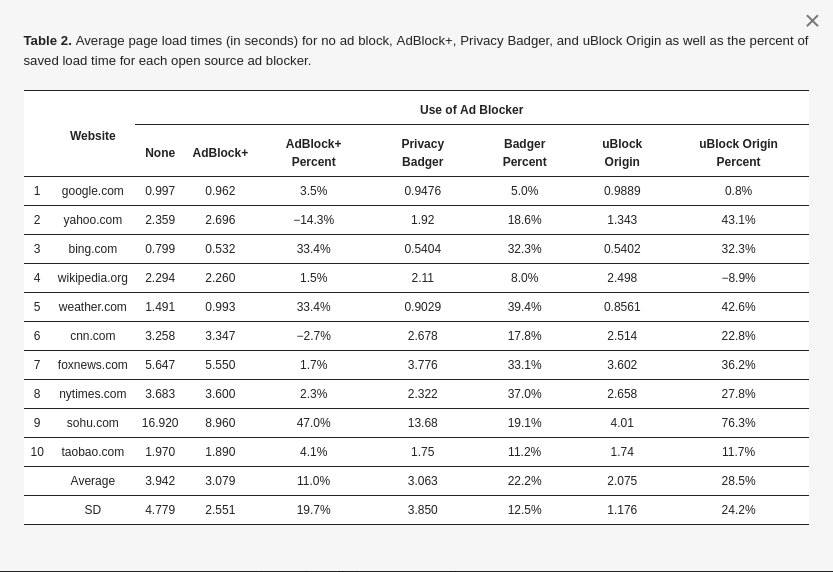 Table 2. Average page load times (in seconds) for no ad block, AdBlock+, Privacy Badger, and uBlock Origin as well as the percent of
saved load time for each open source ad blocker.
Use of Ad Blocker
Website
None AdBlock+ AdBlock+ Percent Privacy Badger Badger Percent uBlock Origin uBlock Origin Percent
1 google.com 0.997 0.962 3.5% 0.9476 5.0% 0.9889 0.8%
2 yahoo.com 2.359 2.696 −14.3% 1.92 18.6% 1.343 43.1%
3 bing.com 0.799 0.532 33.4% 0.5404 32.3% 0.5402 32.3%
4 wikipedia.org 2.294 2.260 1.5% 2.11 8.0% 2.498 −8.9%
5 weather.com 1.491 0.993 33.4% 0.9029 39.4% 0.8561 42.6%
6 cnn.com 3.258 3.347 −2.7% 2.678 17.8% 2.514 22.8%
7 foxnews.com 5.647 5.550 1.7% 3.776 33.1% 3.602 36.2%
8 nytimes.com 3.683 3.600 2.3% 2.322 37.0% 2.658 27.8%
9 sohu.com 16.920 8.960 47.0% 13.68 19.1% 4.01 76.3%
10 taobao.com 1.970 1.890 4.1% 1.75 11.2% 1.74 11.7%
Average 3.942 3.079 11.0% 3.063 22.2% 2.075 28.5%
SD 4.779 2.551 19.7% 3.850 12.5% 1.176 24.2%